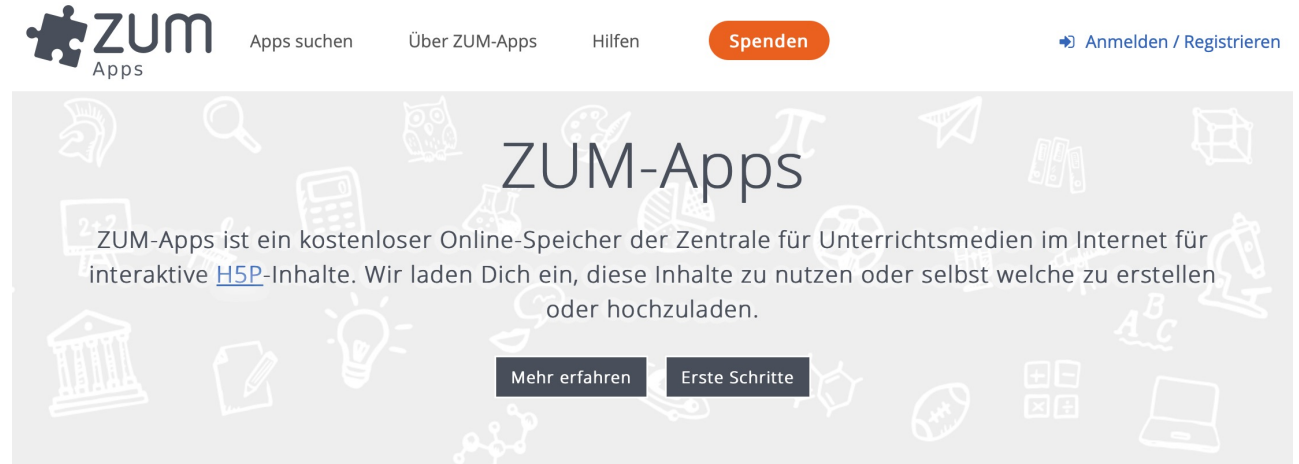 ZUM
Apps
Apps suchen
Über ZUM-Apps
Hilfen
Spenden
Anmelden / Registrieren
ZUM-Apps
ZUM-Apps ist ein kostenloser Online-Speicher der Zentrale für Unterrichtsmedien im Internet für
interaktive H5P-Inhalte. Wir laden Dich ein, diese Inhalte zu nutzen oder selbst welche zu erstellen
oder hochzuladen.
Mehr erfahren
Erste Schritte
2+2
π
A B C